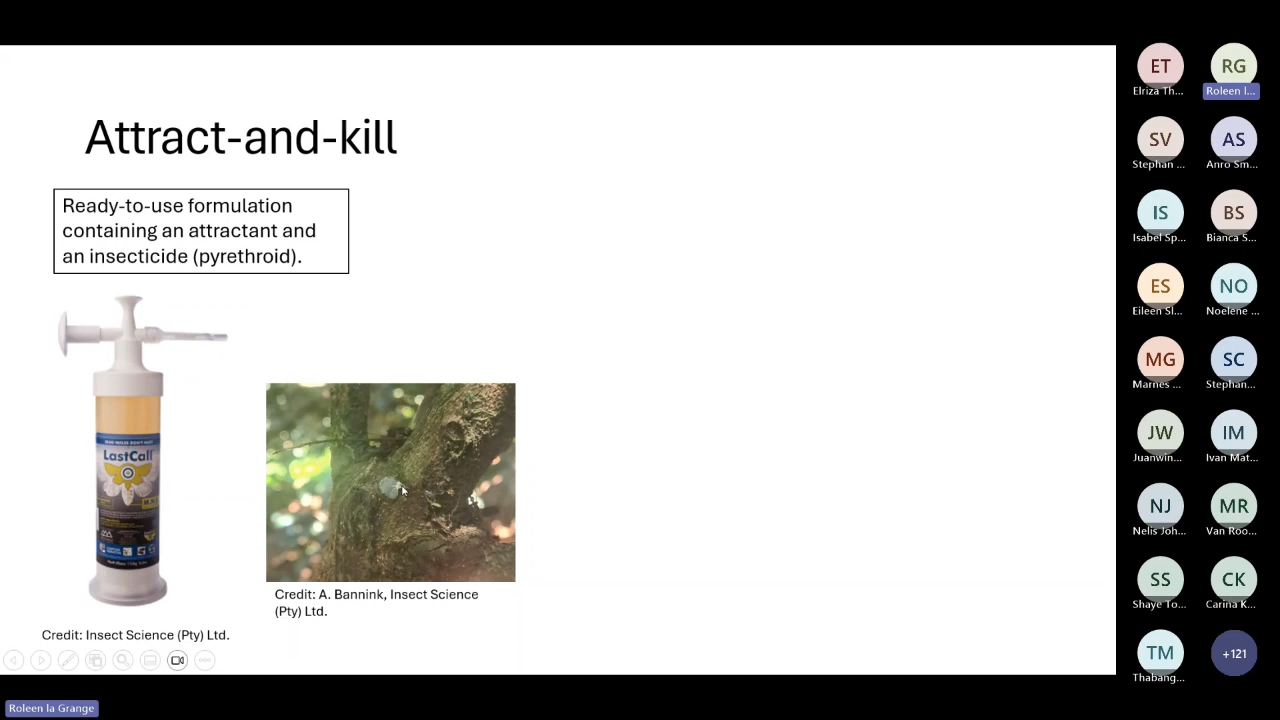 Attract-and-kill
Ready-to-use formulation
containing an attractant and
an insecticide (pyrethroid).
LastCall
Credit: A. Bannink, Insect Science
(Pty) Ltd.
Credit: Insect Science (Pty) Ltd.
Roleen la Grange
ET
Elriza Th...
RG
Roleen l...
SV
Stephan ...
AS
Anro Sm...
IS
Isabel Sp...
BS
Bianca S...
ES
Eileen Sl...
NO
Noelene ...
MG
Marnes ...
SC
Stephan...
JW
Juanwin...
IM
Ivan Mat...
NJ
Nelis Joh...
MR
Van Roo...
SS
Shaye To...
CK
Carina K...
TM
Thabang...
+121